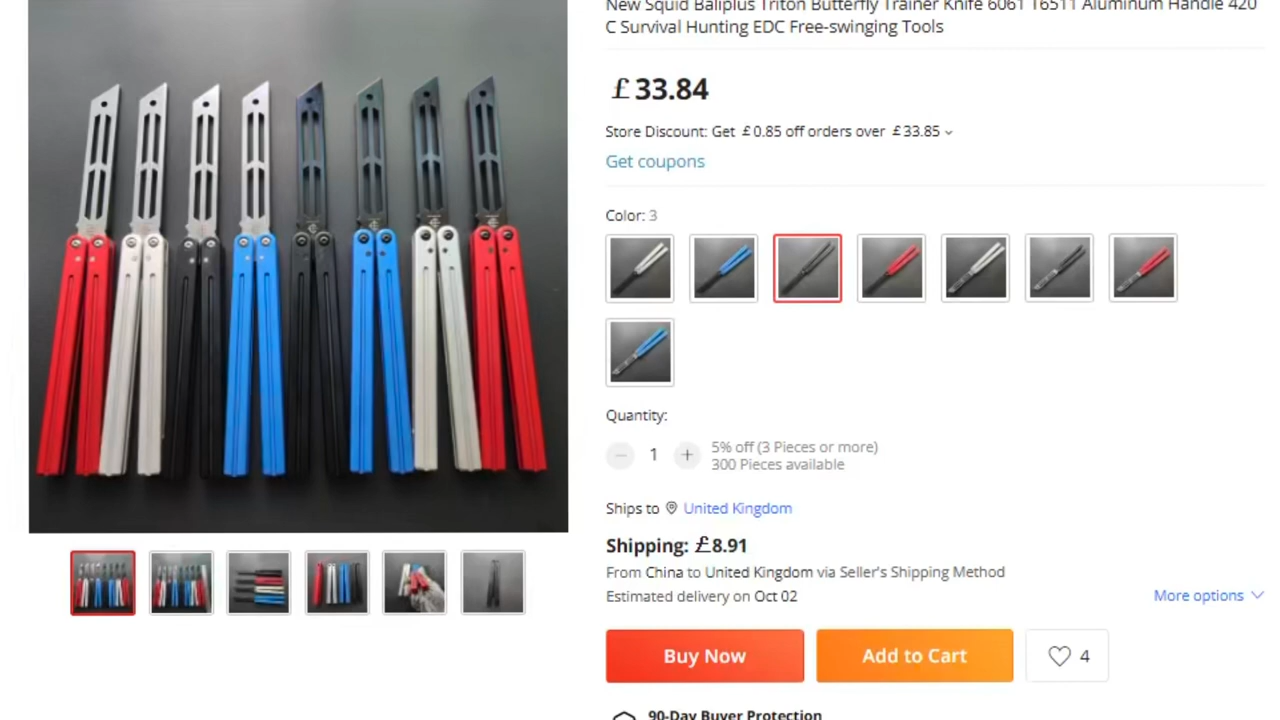 New Squid Baliplus Triton Butterfly Trainer Knife 6061 T6511 Aluminum Handle 420
C Survival Hunting EDC Free-swinging Tools
£33.84
Store Discount: Get £0.85 off orders over £33.85
Get coupons
Color: 3
Quantity:
1
5% off (3 Pieces or more)
300 Pieces available
Ships to United Kingdom
Shipping: £8.91
From China to United Kingdom via Seller's Shipping Method
Estimated delivery on Oct 02
More options
Buy Now
Add to Cart
4
90-Day Buyer Protection